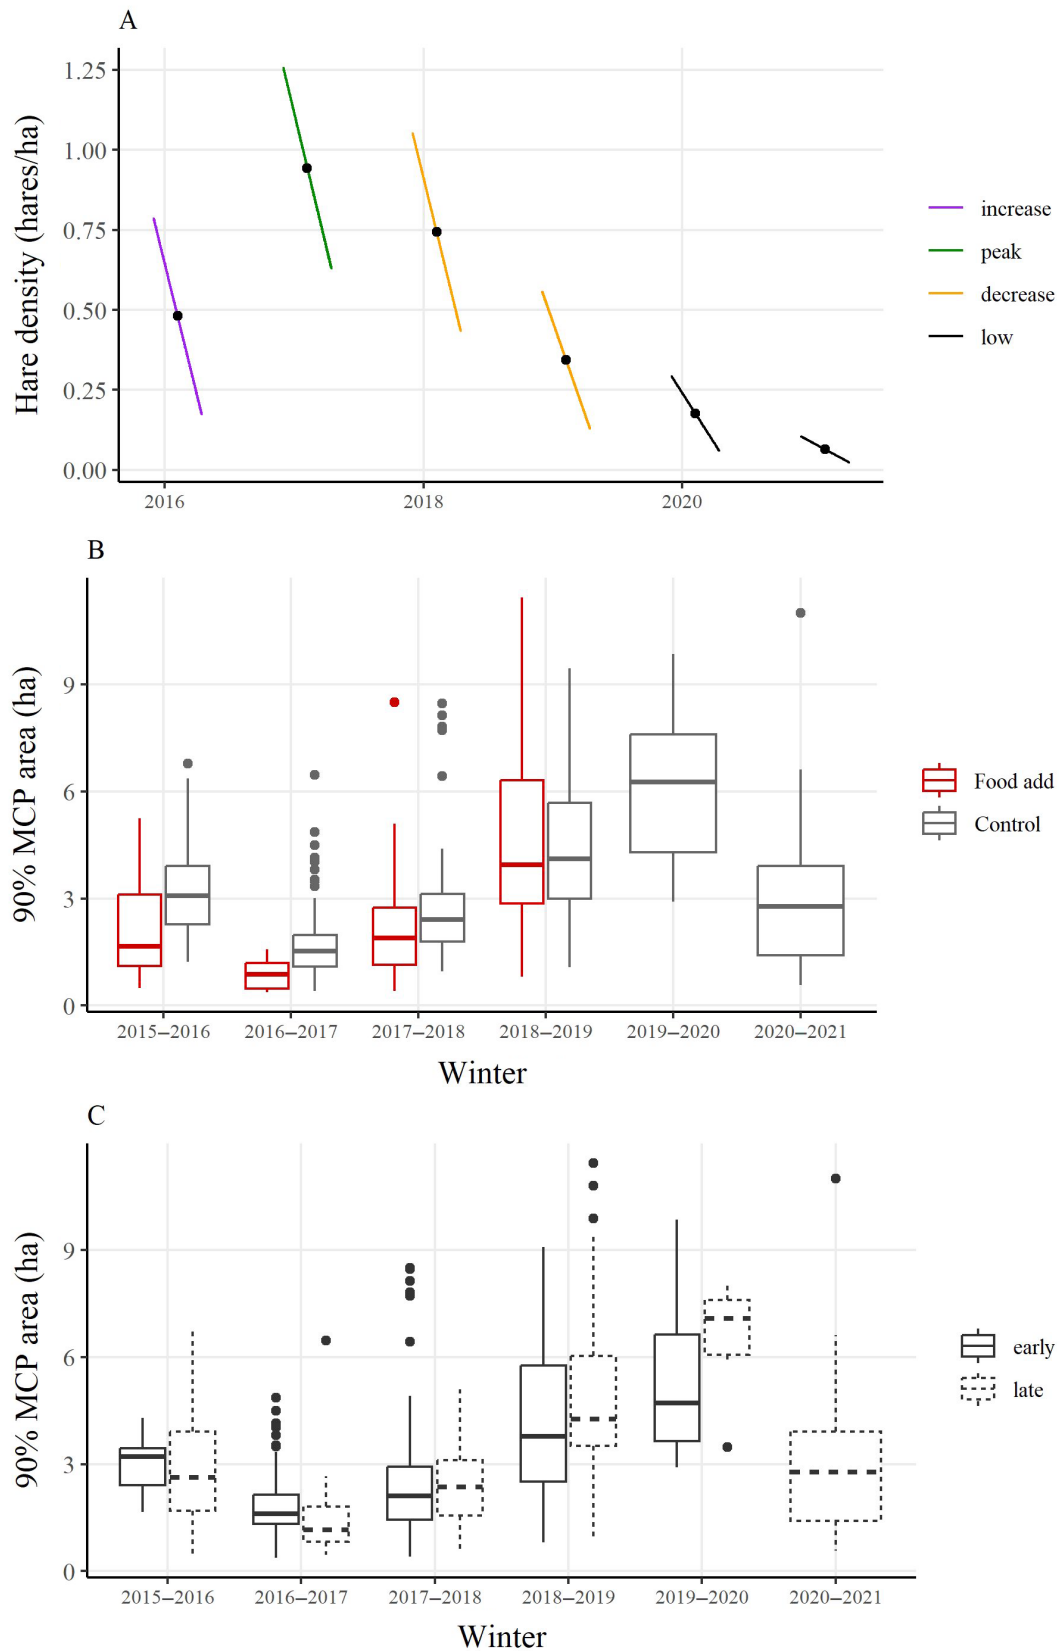 A
Hare density (hares/ha)
1.25
1.00
0.75
0.50
0.25
0.00
2016
2018
2020
increase
peak
decrease
low
B
90% MCP area (ha)
9
6
3
0
2015–2016
2016–2017
2017–2018
2018–2019
2019–2020
2020–2021
Winter
Food add
Control
C
90% MCP area (ha)
9
6
3
0
2015–2016
2016–2017
2017–2018
2018–2019
2019–2020
2020–2021
Winter
early
late